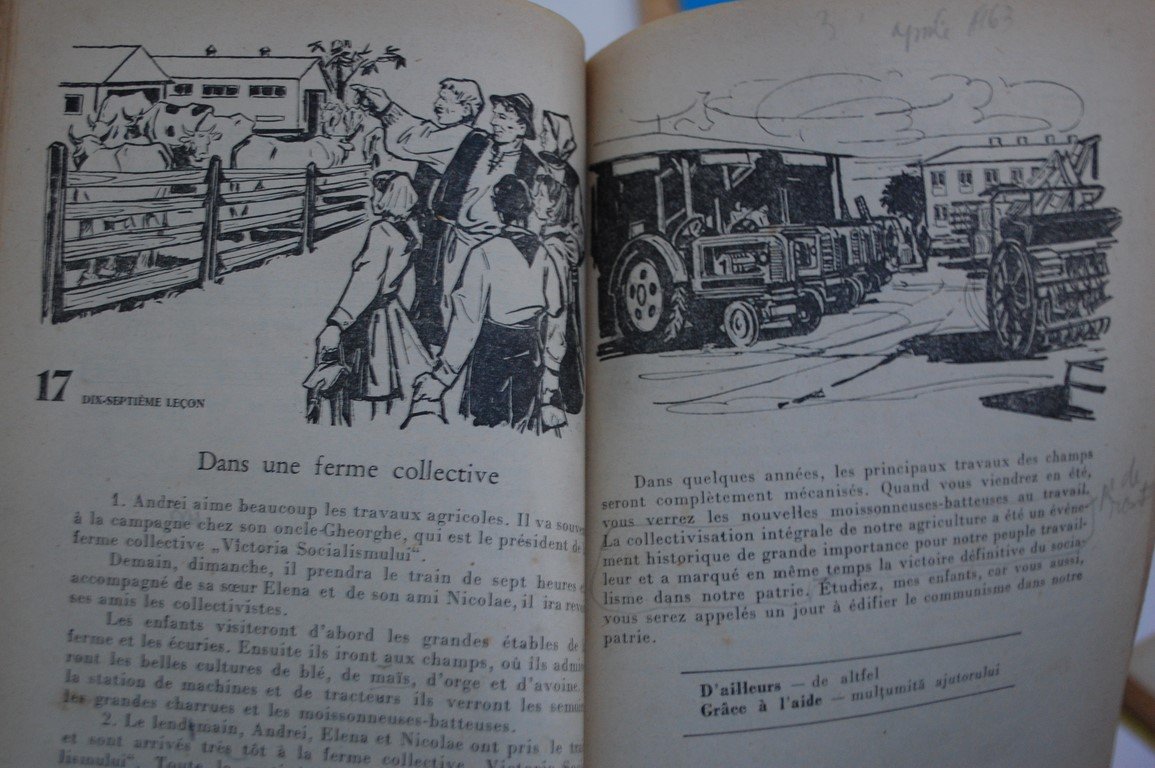 17 DIX-SEPTIÈME LEÇON
Dans une ferme collective
1. Andrei aime beaucoup les travaux agricoles. Il va
à la campagne chez son oncle-Gheorghe, qui est le président de
ferme collective „Victoria Socialismului“.
Demain, dimanche, il prendra le train de sept heures
accompagné de sa sœur Elena et de son ami Nicolae, il ira
ses amis les collectivistes.
Les enfants visiteront d'abord les grandes étables de
ferme et les écuries. Ensuite ils iront aux champs, où ils
ront les belles cultures de blé, de maïs, d'orge et d'avoine.
la station de machines et de tracteurs ils verront les
les grandes charrues et les moissonneuses-batteuses.
2. Le lendemain, Andrei, Elena et Nicolae ont pris le
et sont arrivés très tôt à la ferme collective „Victoria
lismului“. Toute
avril 1963
Dans quelques années, les principaux travaux des champs
seront complètement mécanisés. Quand vous viendrez en été,
vous verrez les nouvelles moissonneuses-batteuses au travail.
La collectivisation intégrale de notre agriculture a été un événe-
ment historique de grande importance pour notre peuple travail-
leur et a marqué en même temps la victoire définitive du socia-
lisme dans notre patrie. Étudiez, mes enfants, car vous aussi,
vous serez appelés un jour à édifier le communisme dans notre
patrie.
D'ailleurs — de altfel
Grâce à l'aide — mulțumită ajutorului